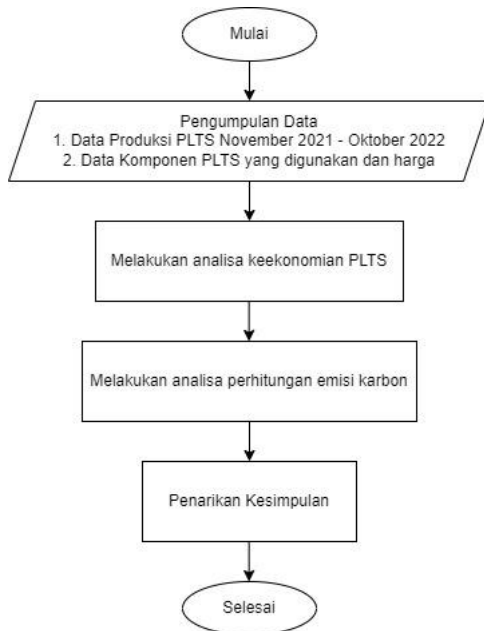 Mulai
Pengumpulan Data
1. Data Produksi PLTS November 2021 - Oktober 2022
2. Data Komponen PLTS yang digunakan dan harga
Melakukan analisa keekonomian PLTS
Melakukan analisa perhitungan emisi karbon
Penarikan Kesimpulan
Selesai